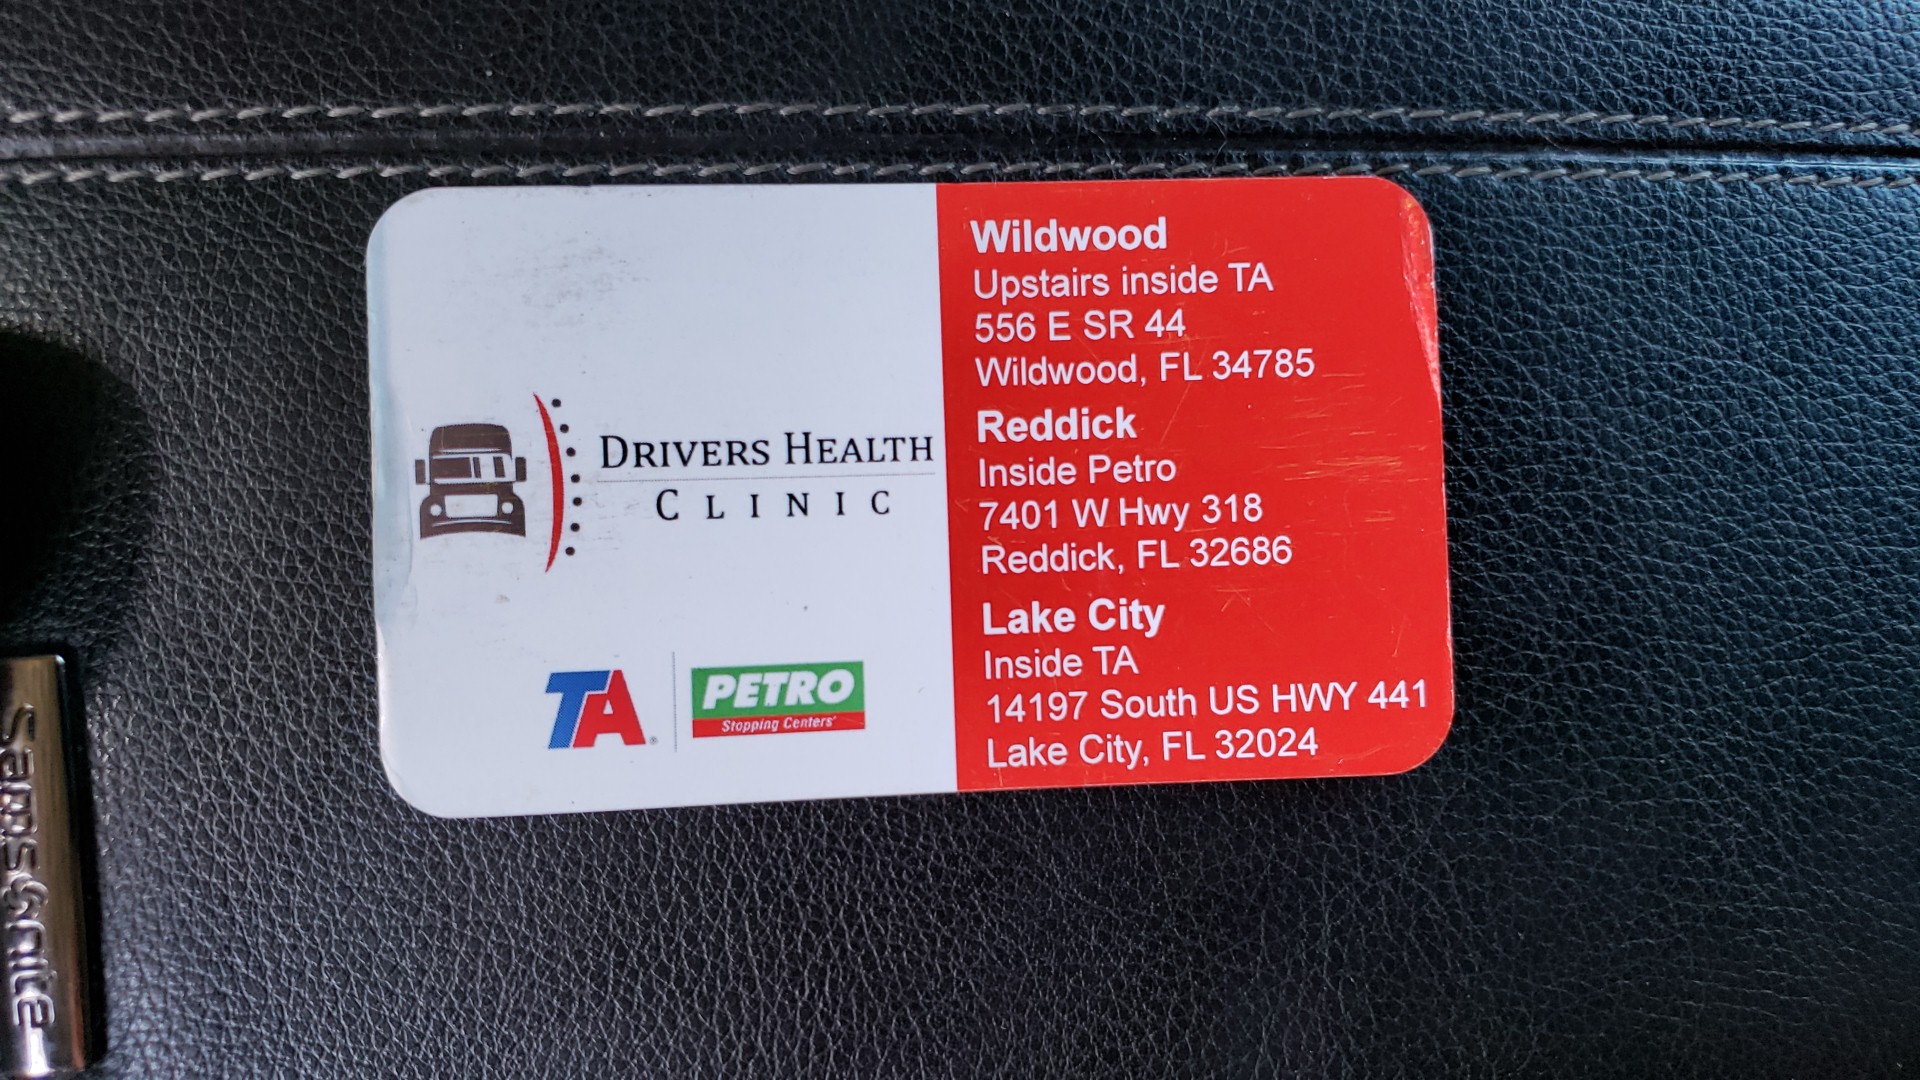 DRIVERS HEALTH
CLINIC
TA
PETRO
Stopping Centers
Wildwood
Upstairs inside TA
556 E SR 44
Wildwood, FL 34785
Reddick
Inside Petro
7401 W Hwy 318
Reddick, FL 32686
Lake City
Inside TA
14197 South US HWY 441
Lake City, FL 32024
Samsonite